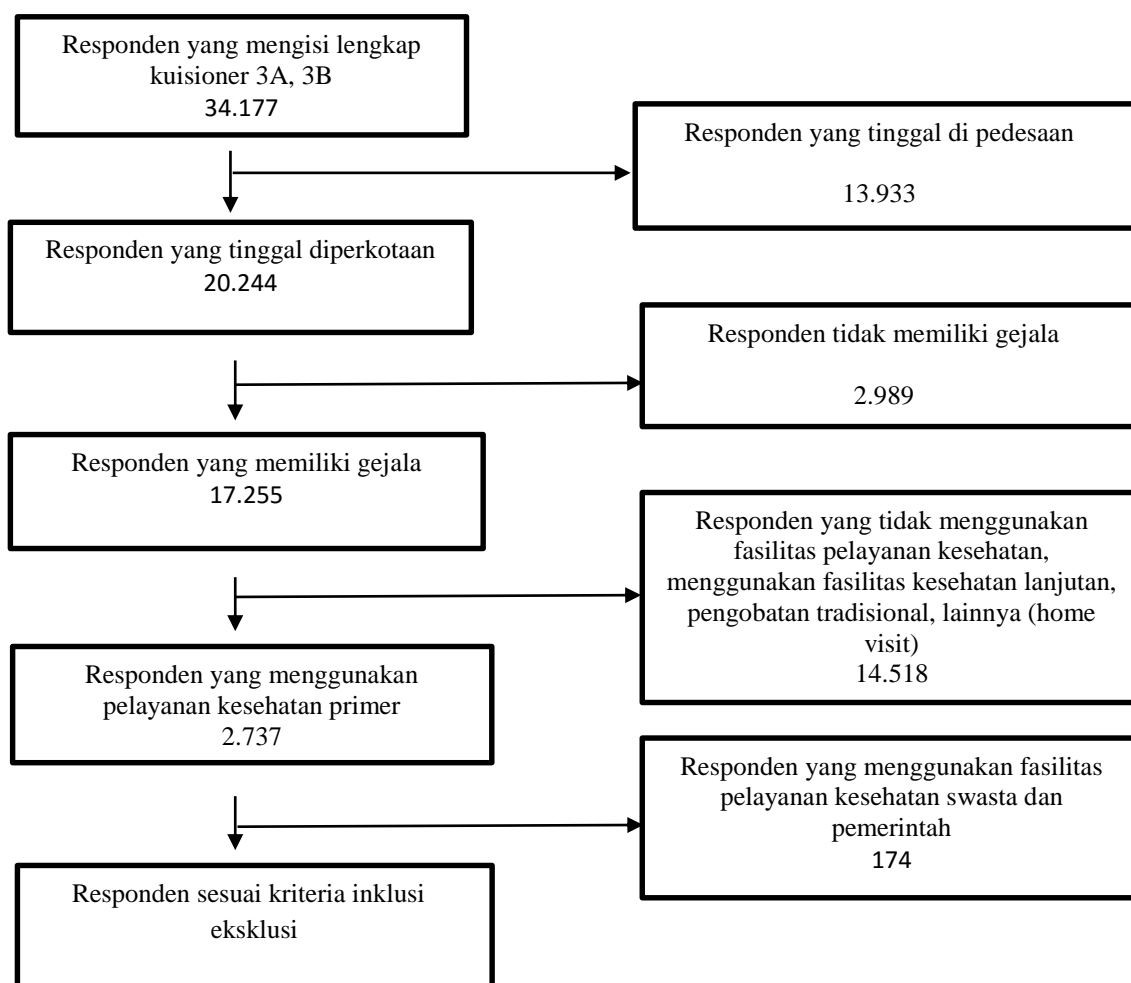 Responden yang mengisi lengkap
kuisioner 3A, 3B
34.177
Responden yang tinggal di pedesaan
13.933
Responden yang tinggal diperkotaan
20.244
Responden tidak memiliki gejala
2.989
Responden yang memiliki gejala
17.255
Responden yang tidak menggunakan
fasilitas pelayanan kesehatan,
menggunakan fasilitas kesehatan lanjutan,
pengobatan tradisional, lainnya (home
visit)
14.518
Responden yang menggunakan
pelayanan kesehatan primer
2.737
Responden yang menggunakan fasilitas
pelayanan kesehatan swasta dan
pemerintah
174
Responden sesuai kriteria inklusi
eksklusi